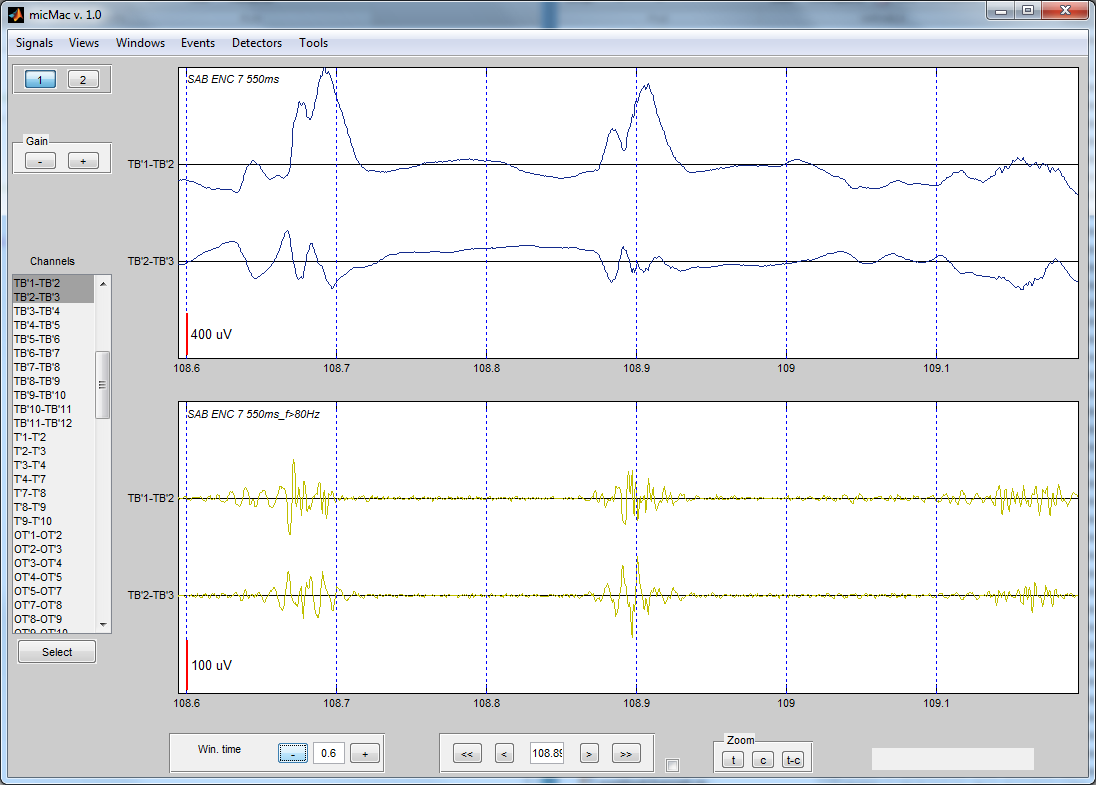 micMac v. 1.0
Signals Views Windows Events Detectors Tools
1 2
SAB ENC 7 550ms
Gain
- +
TB'1-TB'2
TB'2-TB'3
400 uV
108.6 108.7 108.8 108.9 109 109.1
Channels
TB'1-TB'2
TB'2-TB'3
TB'3-TB'4
TB'4-TB'5
TB'5-TB'6
TB'6-TB'7
TB'7-TB'8
TB'8-TB'9
TB'9-TB'10
TB'10-TB'11
TB'11-TB'12
T'1-T'2
T'2-T'3
T'3-T'4
T'4-T'7
T'7-T'8
T'8-T'9
T'9-T'10
OT'1-OT'2
OT'2-OT'3
OT'3-OT'4
OT'4-OT'5
OT'5-OT'7
OT'7-OT'8
OT'8-OT'9
OT'9-OT'10
Select
SAB ENC 7 550ms_f>80Hz
TB'1-TB'2
TB'2-TB'3
100 uV
108.6 108.7 108.8 108.9 109 109.1
Win. time - 0.6 +
<< < 108.89 > >>
Zoom
t c t-c